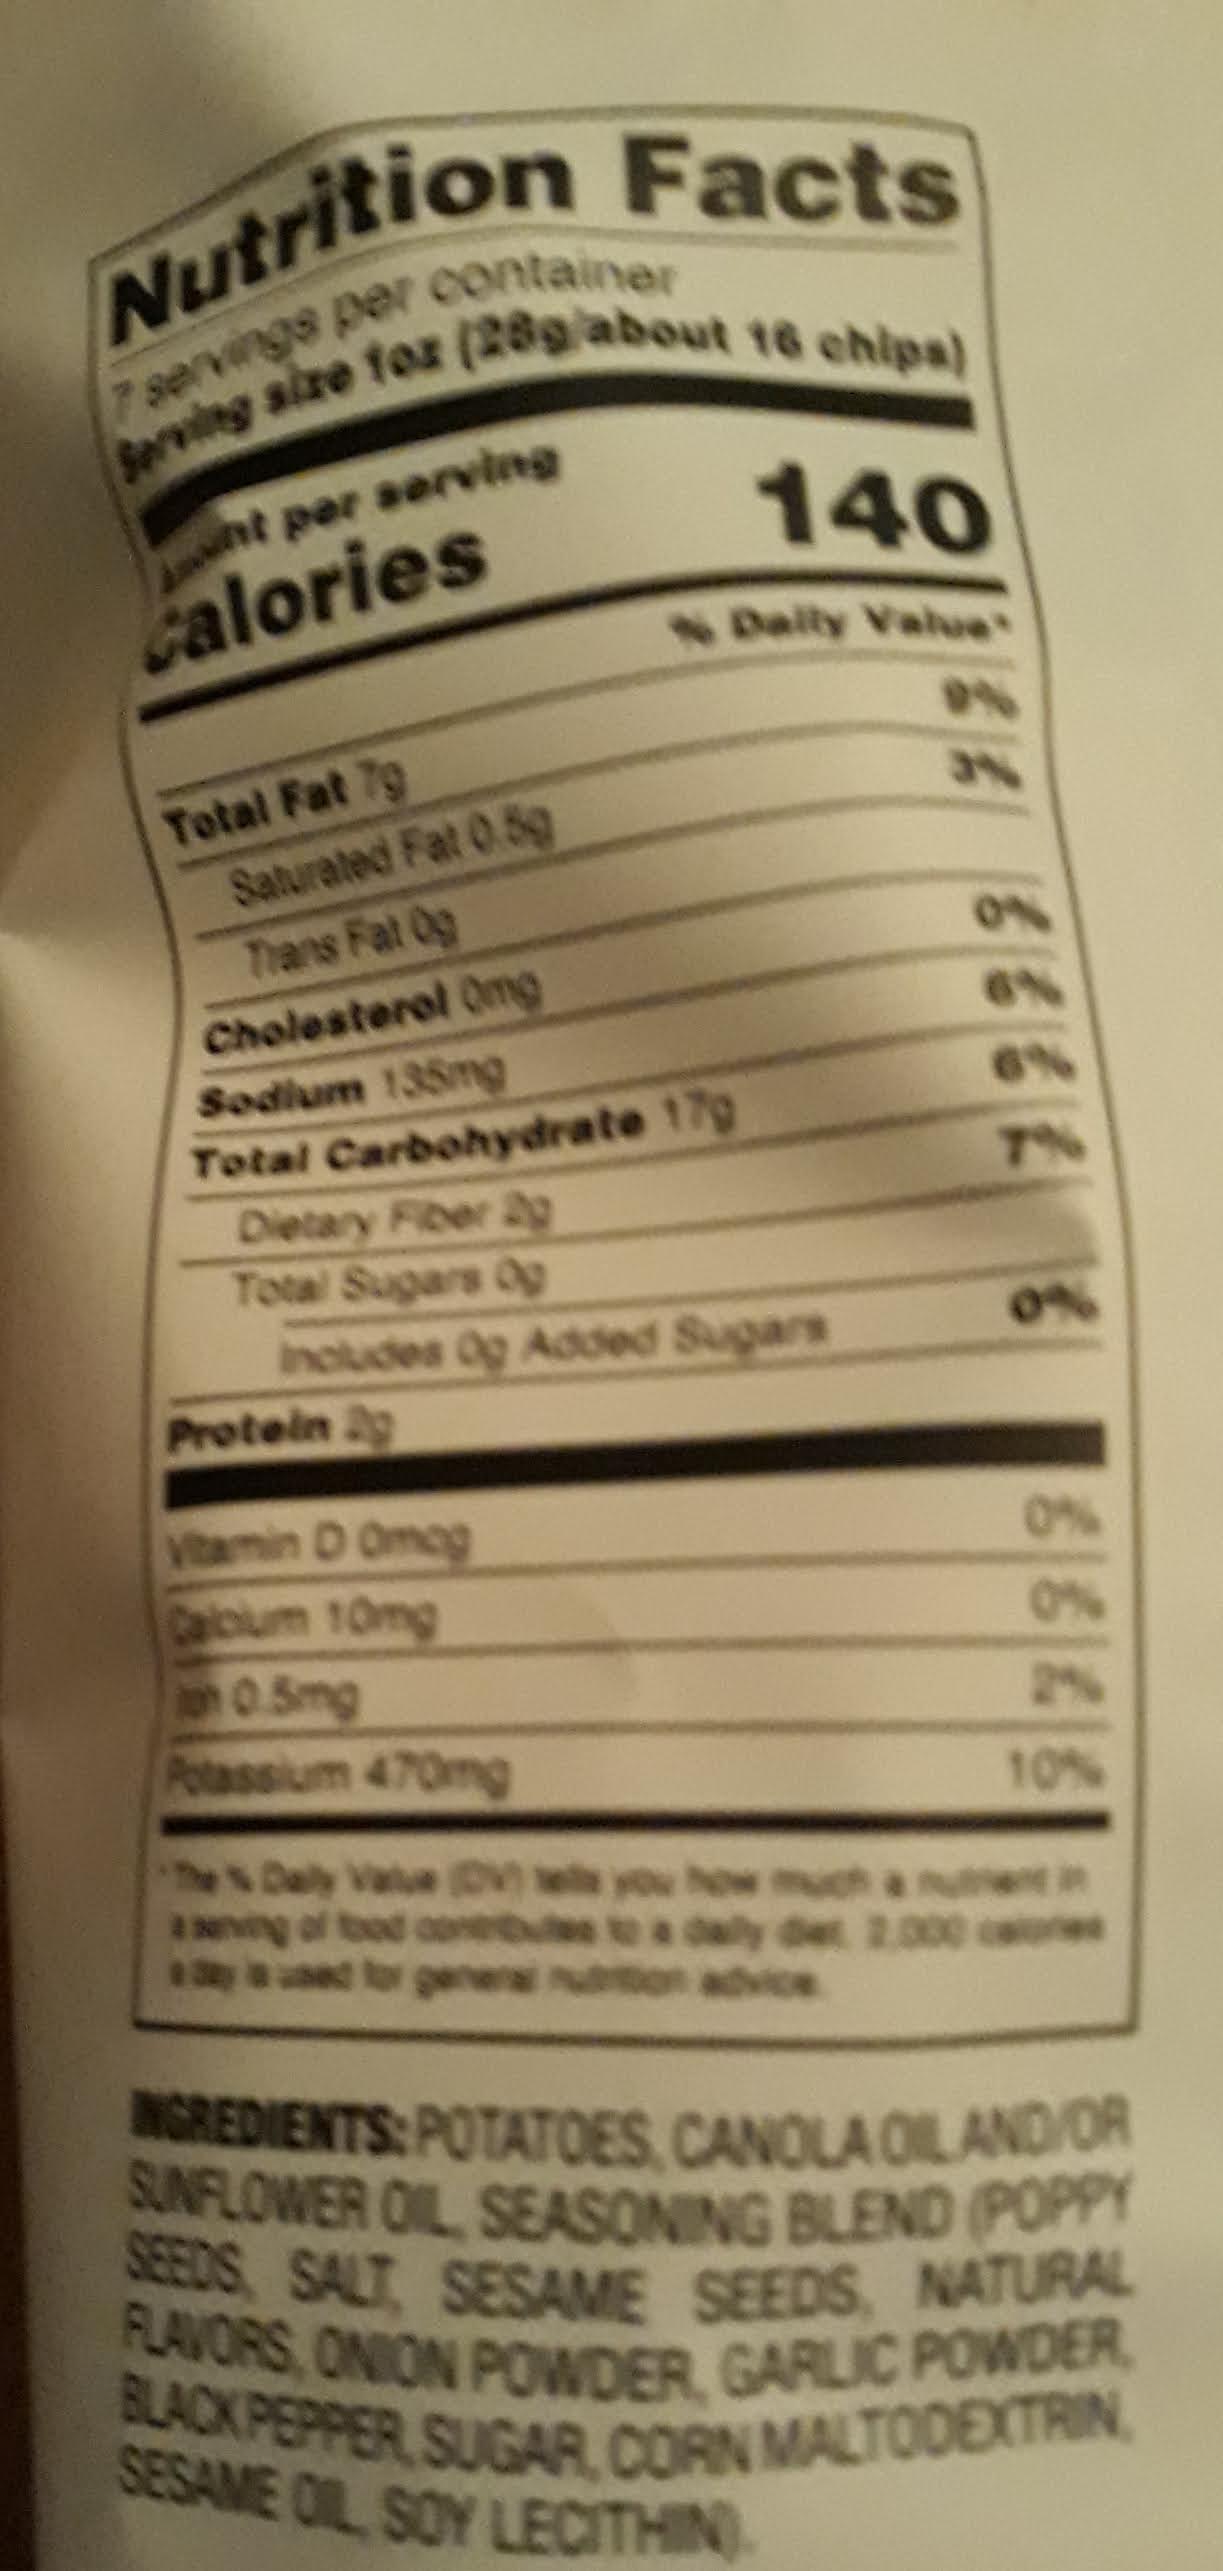 Nutrition Facts
7 servings per container
Serving size 1oz (28g/about 16 chips)
Amount per serving
Calories 140
% Daily Value*
Total Fat 7g 9%
Saturated Fat 0.5g 3%
Trans Fat 0g
Cholesterol 0mg 0%
Sodium 135mg 6%
Total Carbohydrate 17g 6%
Dietary Fiber 2g 7%
Total Sugars 0g
Includes 0g Added Sugars 0%
Protein 2g
Vitamin D 0mcg 0%
Calcium 10mg 0%
Iron 0.5mg 2%
Potassium 470mg 10%
*The % Daily Value (DV) tells you how much a nutrient in
a serving of food contributes to a daily diet. 2,000 calories
a day is used for general nutrition advice.
INGREDIENTS: POTATOES, CANOLA OIL AND/OR
SUNFLOWER OIL, SEASONING BLEND (POPPY
SEEDS, SALT, SESAME SEEDS, NATURAL
FLAVORS, ONION POWDER, GARLIC POWDER,
BLACK PEPPER, SUGAR, CORN MALTODEXTRIN,
SESAME OIL, SOY LECITHIN).